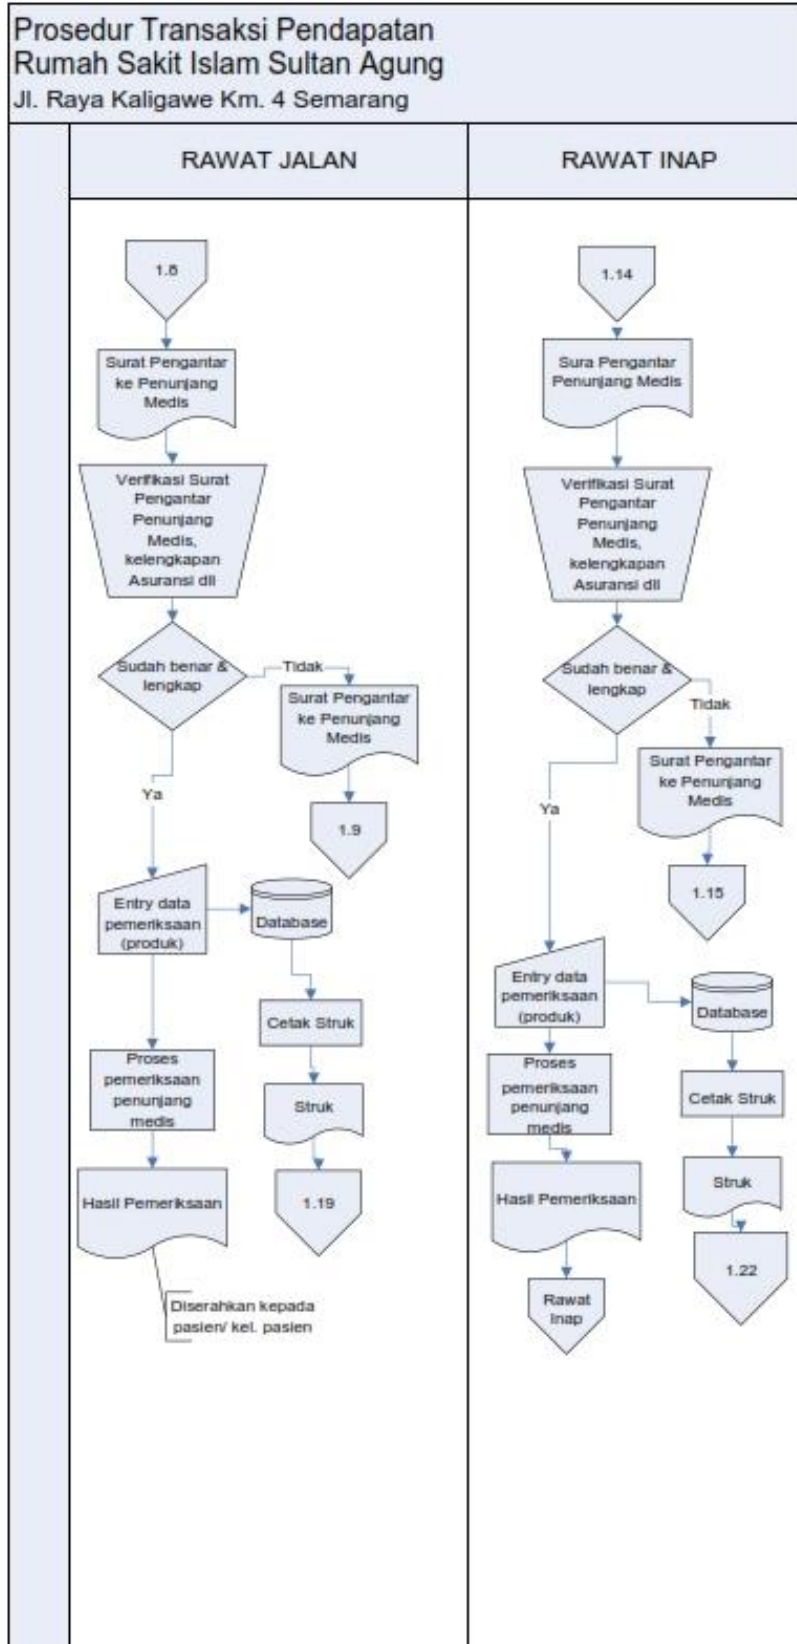 Prosedur Transaksi Pendapatan
Rumah Sakit Islam Sultan Agung
Jl. Raya Kaligawe Km. 4 Semarang
RAWAT JALAN
RAWAT INAP
1.8
Surat Pengantar
ke Penunjang
Medis
Verifikasi Surat
Pengantar
Penunjang
Medis,
kelengkapan
Asuransi dll
Sudah benar &
lengkap
Tidak
Surat Pengantar
ke Penunjang
Medis
1.9
Ya
Entry data
pemeriksaan
(produk)
Database
Cetak Struk
Struk
1.19
Proses
pemeriksaan
penunjang
medis
Hasil Pemeriksaan
Diserahkan kepada
pasien/ kel. pasien
1.14
Sura Pengantar
Penunjang Medis
Verifikasi Surat
Pengantar
Penunjang
Medis,
kelengkapan
Asuransi dll
Sudah benar &
lengkap
Tidak
Surat Pengantar
ke Penunjang
Medis
1.15
Ya
Entry data
pemeriksaan
(produk)
Database
Cetak Struk
Struk
1.22
Proses
pemeriksaan
penunjang
medis
Hasil Pemeriksaan
Rawat
Inap